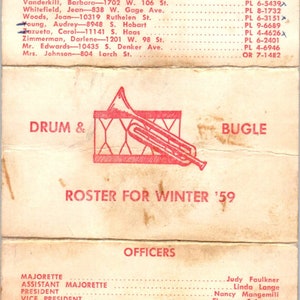 Vanderkill, Barbara—1702 W. 106 St. PL 6-5439
Whitefield, Jean—838 W. Gage Ave. PL 8-1732
Woods, Joan—10319 Ruthelen St. PL 6-3151
Young, Audrey—8948 S. Hobart PL 9-6689
Zaxueto, Carol—11141 S. Haas PL 4-4626
Zimmerman, Darlene—1201 W. 98 St. PL 6-2401
Mr. Edwards—10435 S. Denker Ave. PL 4-6946
Mrs. Johnson—804 Larch St. OR 7-1482
DRUM & BUGLE
ROSTER FOR WINTER '59
OFFICERS
MAJORETTE Judy Faulkner
ASSISTANT MAJORETTE Linda Lange
PRESIDENT Nancy Mangemili
VICE PRESIDENT